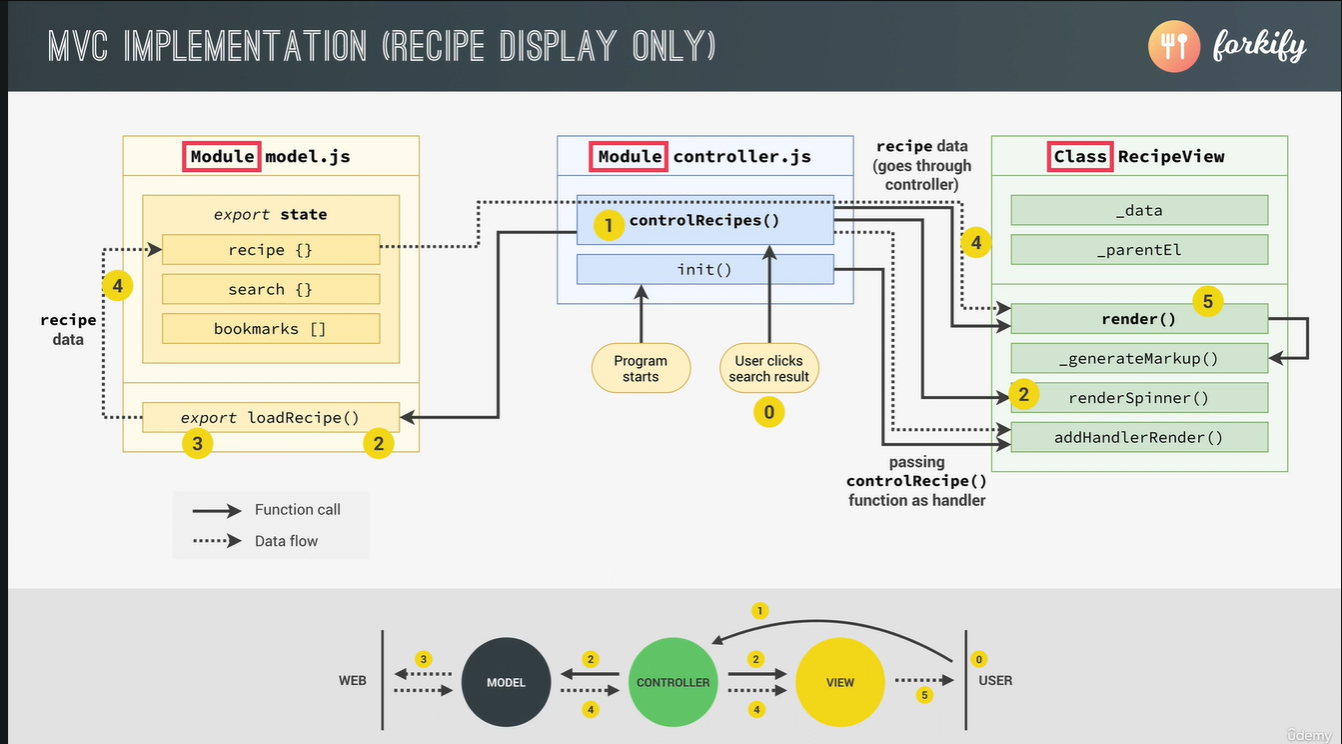 MVC IMPLEMENTATION (RECIPE DISPLAY ONLY)
forkify
Module model.js
export state
recipe {}
search {}
bookmarks []
export loadRecipe()
3
2
4
recipe
data
Module controller.js
1
controlRecipes()
init()
Program
starts
User clicks
search result
0
recipe data
(goes through
controller)
4
Class RecipeView
_data
_parentEl
5
render()
_generateMarkup()
2
renderSpinner()
addHandlerRender()
passing
controlRecipe()
function as handler
Function call
Data flow
1
WEB
3
MODEL
2
4
CONTROLLER
2
4
VIEW
5
0
USER
ûdemy